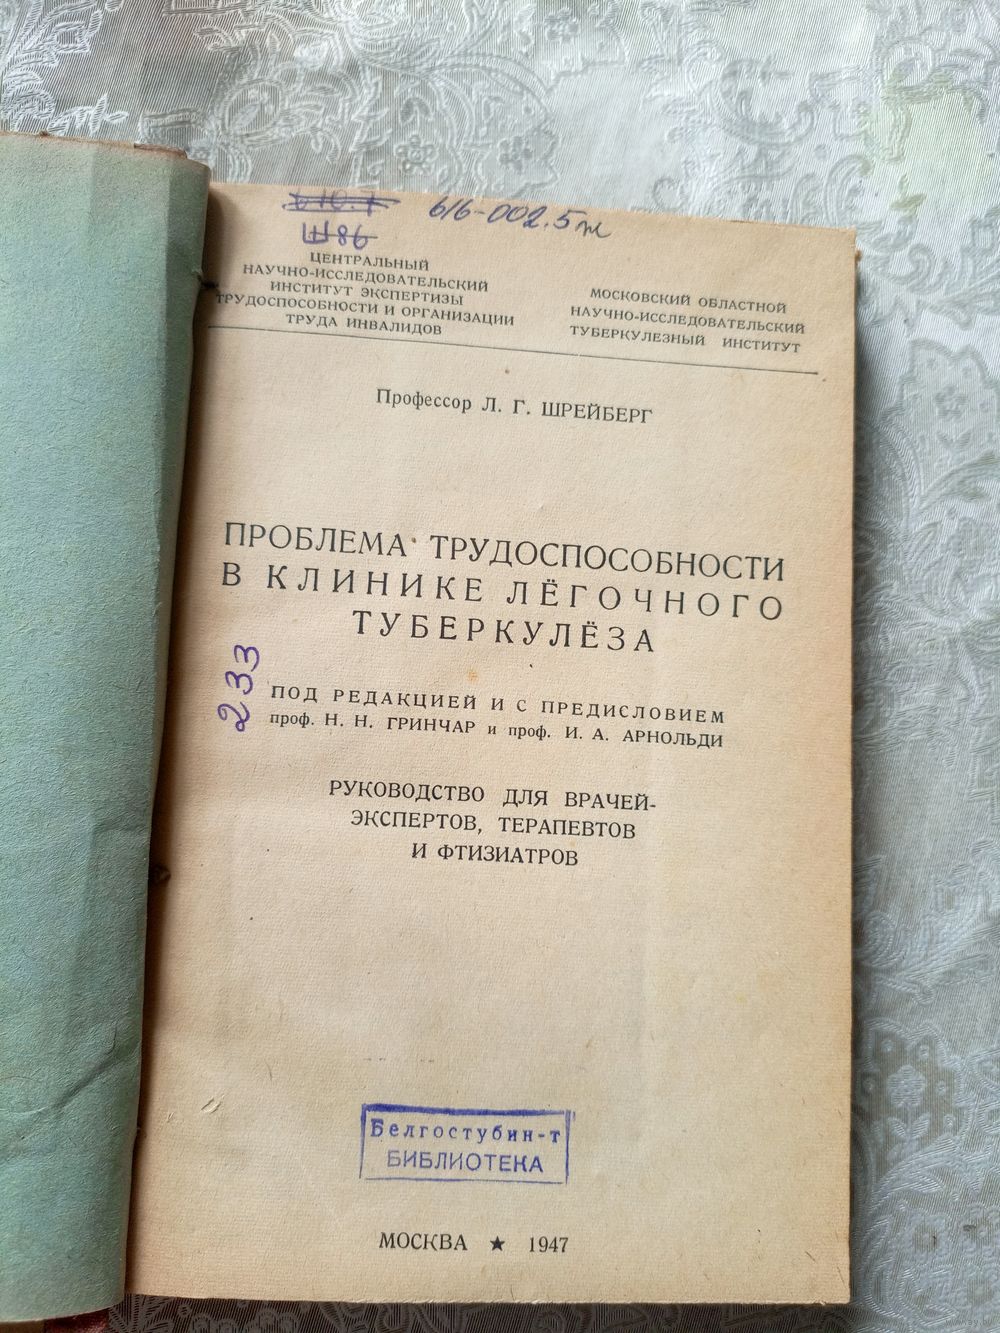 616-002.5ж
Ш86
ЦЕНТРАЛЬНЫЙ
НАУЧНО-ИССЛЕДОВАТЕЛЬСКИЙ
ИНСТИТУТ ЭКСПЕРТИЗЫ
ТРУДОСПОСОБНОСТИ И ОРГАНИЗАЦИИ
ТРУДА ИНВАЛИДОВ
МОСКОВСКИЙ ОБЛАСТНОЙ
НАУЧНО-ИССЛЕДОВАТЕЛЬСКИЙ
ТУБЕРКУЛЕЗНЫЙ ИНСТИТУТ
Профессор Л. Г. ШРЕЙБЕРГ
ПРОБЛЕМА ТРУДОСПОСОБНОСТИ
В КЛИНИКЕ ЛЁГОЧНОГО
ТУБЕРКУЛЁЗА
233
ПОД РЕДАКЦИЕЙ И С ПРЕДИСЛОВИЕМ
проф. Н. Н. ГРИНЧАР и проф. И. А. АРНОЛЬДИ
РУКОВОДСТВО ДЛЯ ВРАЧЕЙ-
ЭКСПЕРТОВ, ТЕРАПЕВТОВ
И ФТИЗИАТРОВ
Белгостубин-т
БИБЛИОТЕКА
МОСКВА ★ 1947